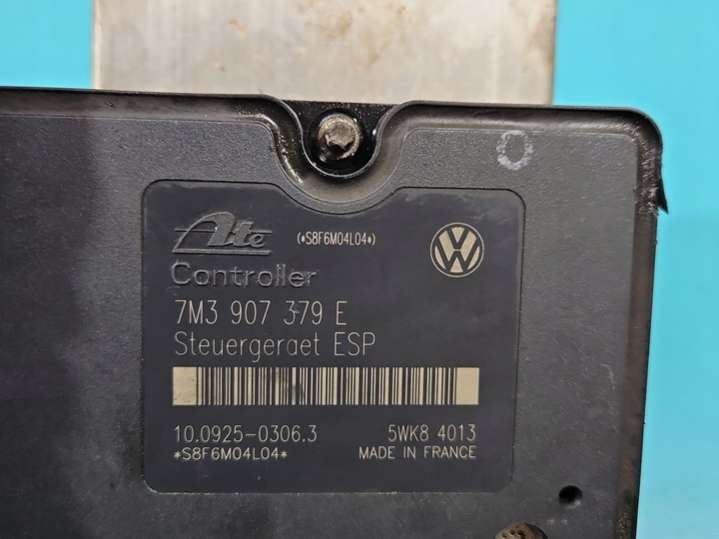 Ate (*S8F6M04L04*)
Controller
7M3 907 379 E
Steuergeraet ESP
10.0925-0306.3 5WK8 4013
*S8F6M04L04* MADE IN FRANCE